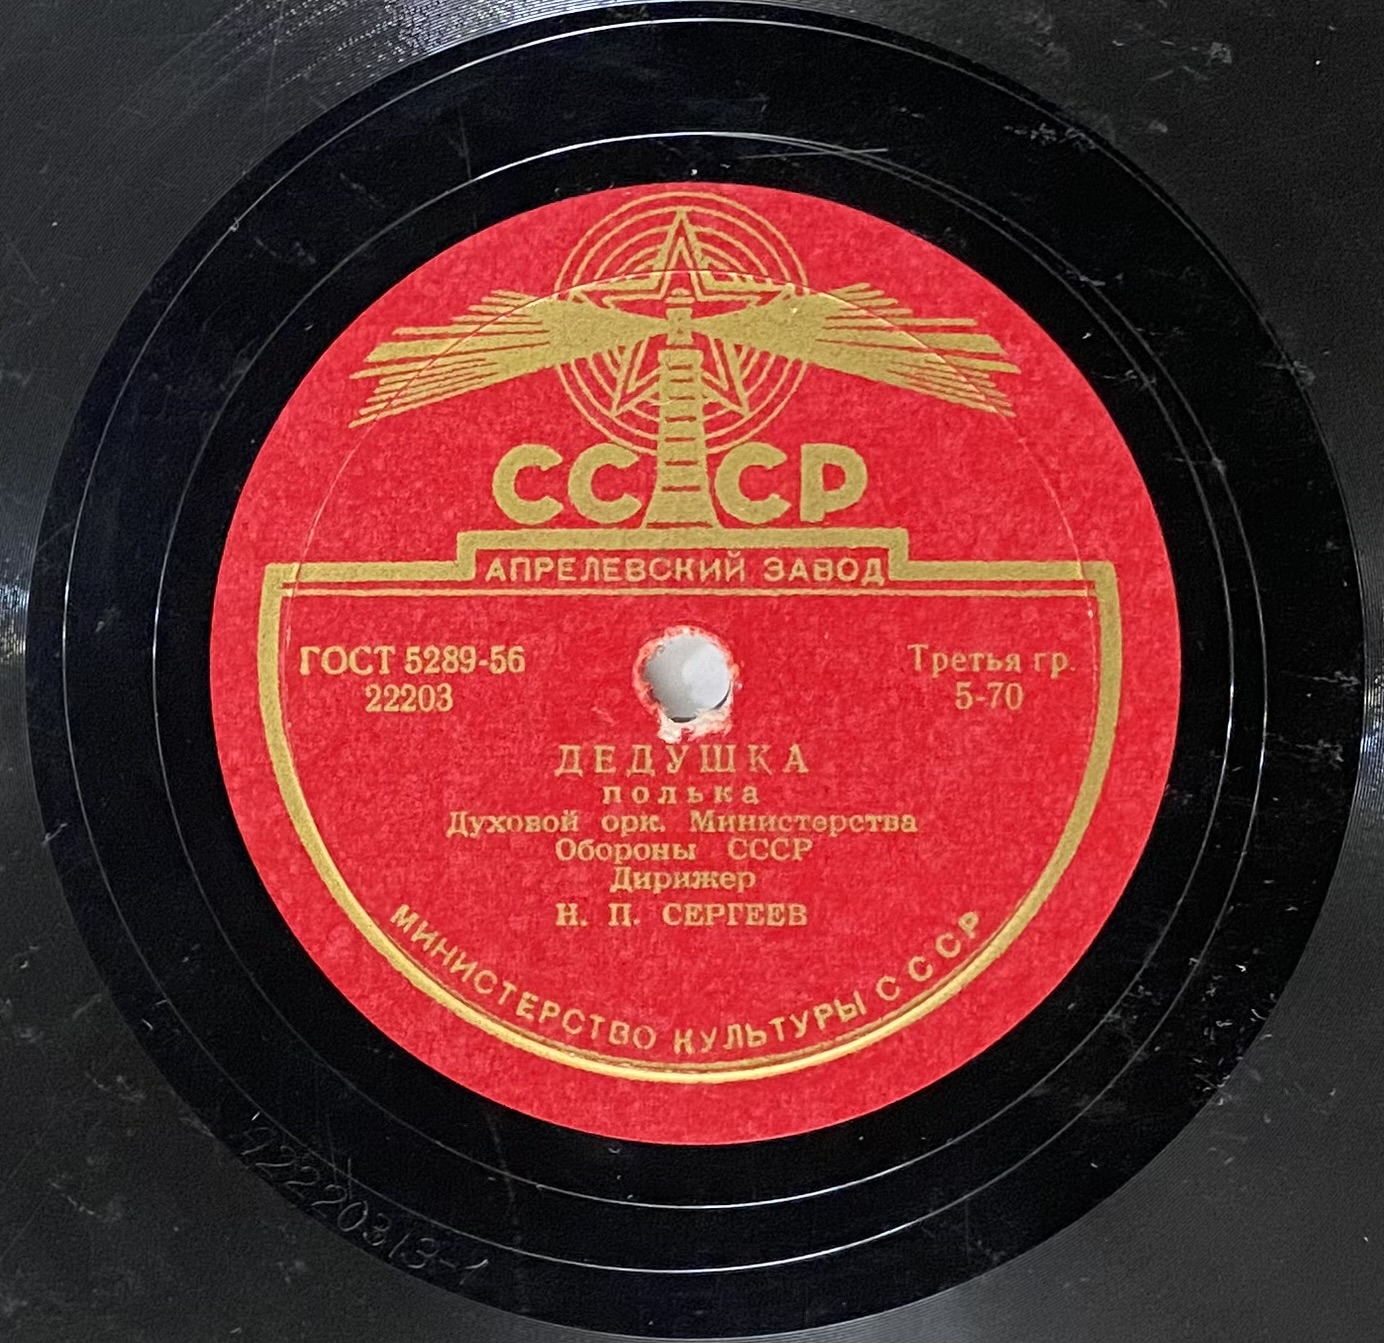 СССР
АПРЕЛЕВСКИЙ ЗАВОД
ГОСТ 5289-56
22203
Третья гр.
5-70
ДЕДУШКА
полька
Духовой орк. Министерства
Обороны СССР
Дирижер
Н. П. СЕРГЕЕВ
МИНИСТЕРСТВО КУЛЬТУРЫ СССР